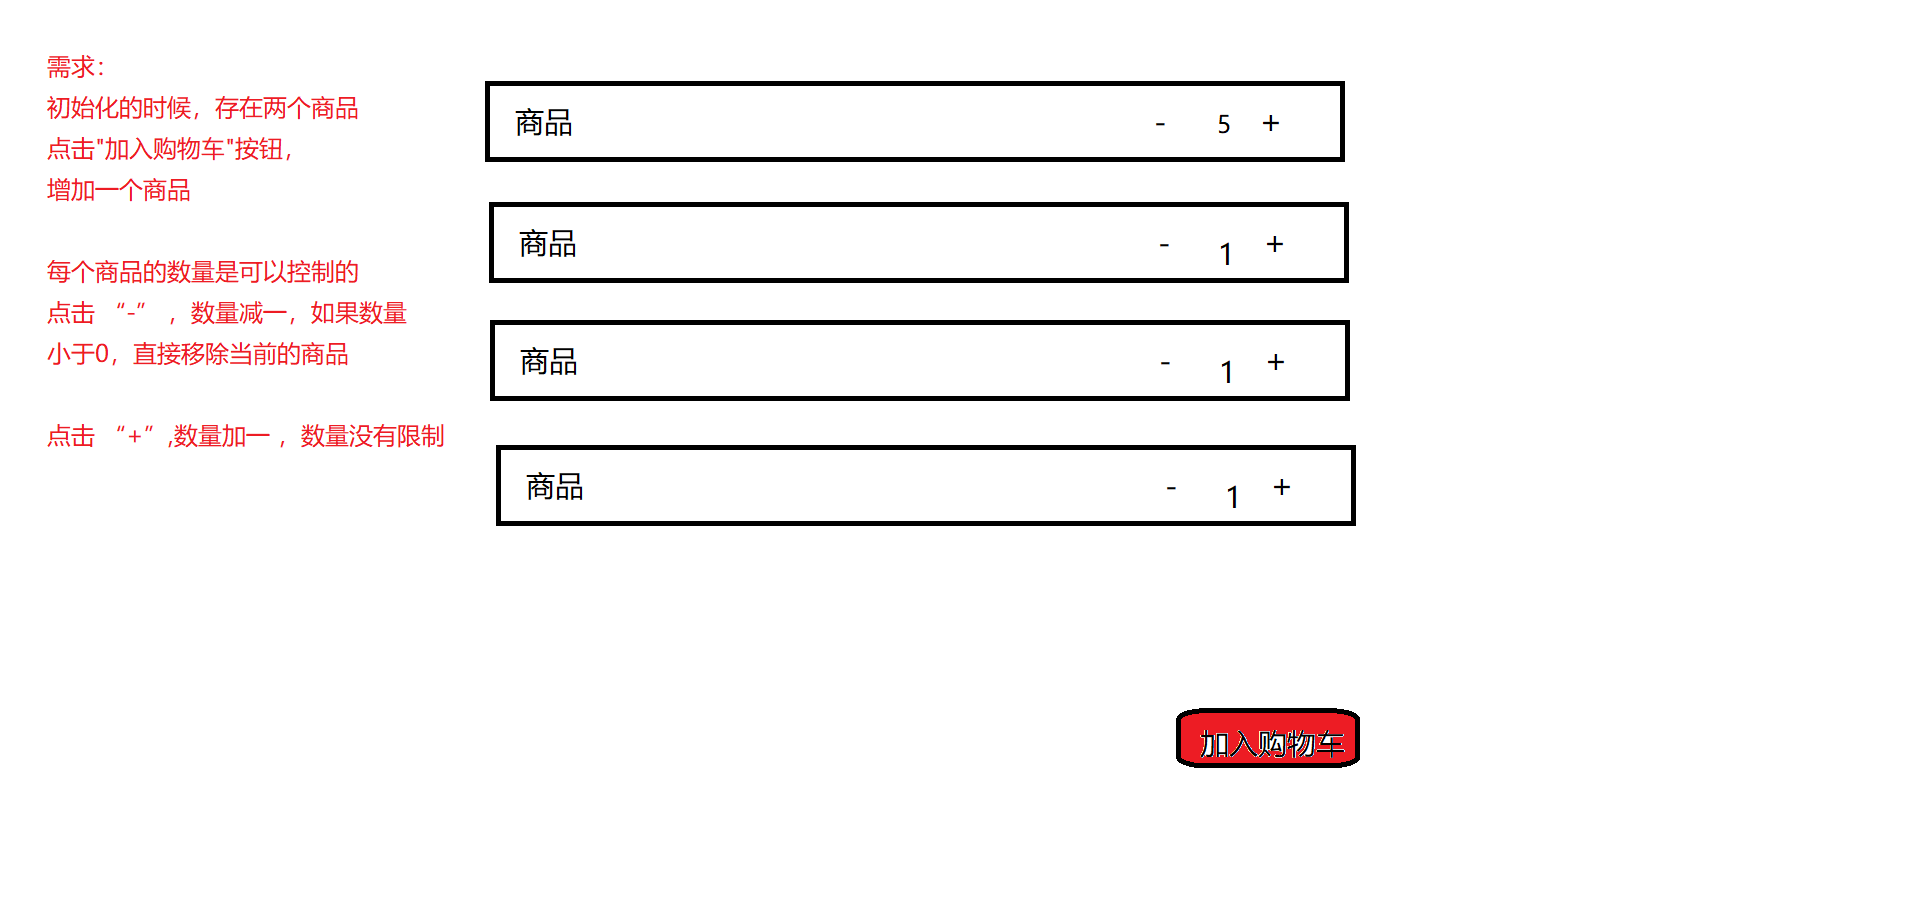 需求：
初始化的时候，存在两个商品
点击"加入购物车"按钮，
增加一个商品
每个商品的数量是可以控制的
点击 “-” ，数量减一，如果数量
小于0，直接移除当前的商品
点击 “+”,数量加一 ，数量没有限制
商品 - 5 +
商品 - 1 +
商品 - 1 +
商品 - 1 +
加入购物车